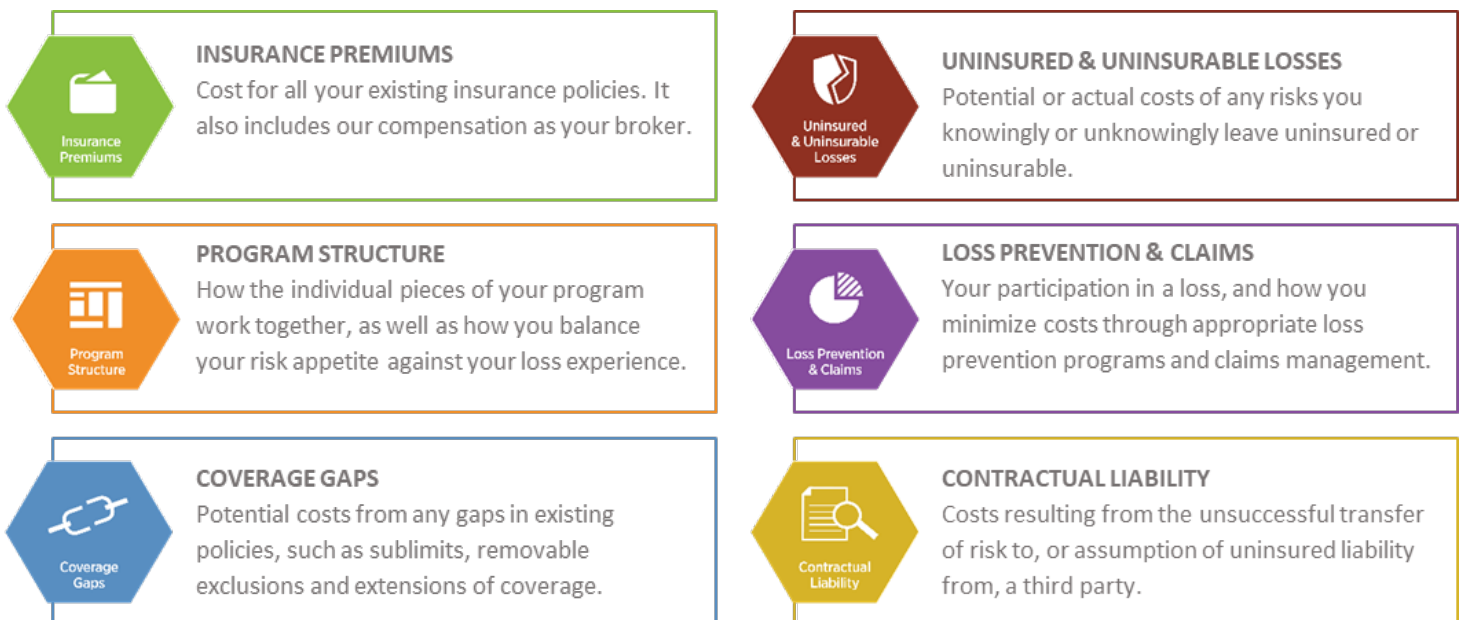 Insurance
Premiums
INSURANCE PREMIUMS
Cost for all your existing insurance policies. It
also includes our compensation as your broker.
Uninsured
& Uninsurable
Losses
UNINSURED & UNINSURABLE LOSSES
Potential or actual costs of any risks you
knowingly or unknowingly leave uninsured or
uninsurable.
Program
Structure
PROGRAM STRUCTURE
How the individual pieces of your program
work together, as well as how you balance
your risk appetite against your loss experience.
Loss Prevention
& Claims
LOSS PREVENTION & CLAIMS
Your participation in a loss, and how you
minimize costs through appropriate loss
prevention programs and claims management.
Coverage
Gaps
COVERAGE GAPS
Potential costs from any gaps in existing
policies, such as sublimits, removable
exclusions and extensions of coverage.
Contractual
Liability
CONTRACTUAL LIABILITY
Costs resulting from the unsuccessful transfer
of risk to, or assumption of uninsured liability
from, a third party.